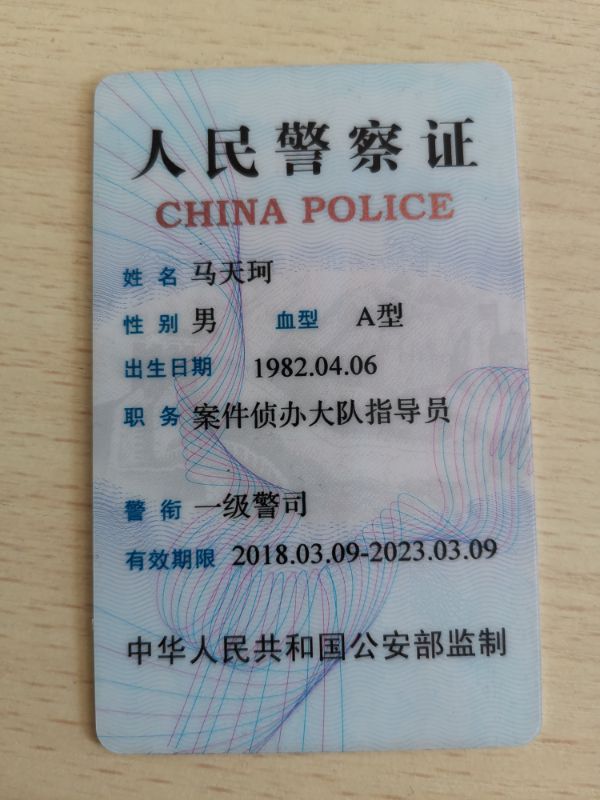 人民警察证
CHINA POLICE
姓名 马天珂
性别 男 血型 A型
出生日期 1982.04.06
职务 案件侦办大队指导员
警衔 一级警司
有效期限 2018.03.09-2023.03.09
中华人民共和国公安部监制